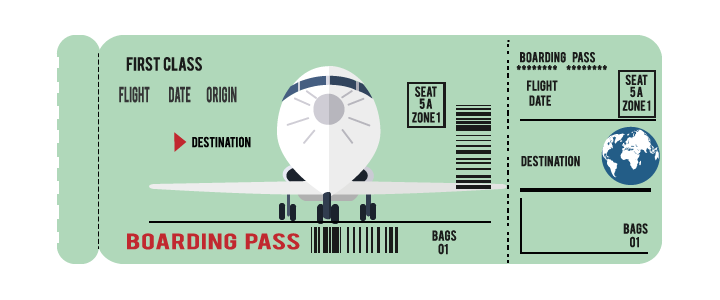 FIRST CLASS
FLIGHT DATE ORIGIN
DESTINATION
SEAT
5A
ZONE1
BOARDING PASS
BAGS
01
BOARDING PASS
******** ********
FLIGHT
DATE
SEAT
5A
ZONE1
DESTINATION
BAGS
01